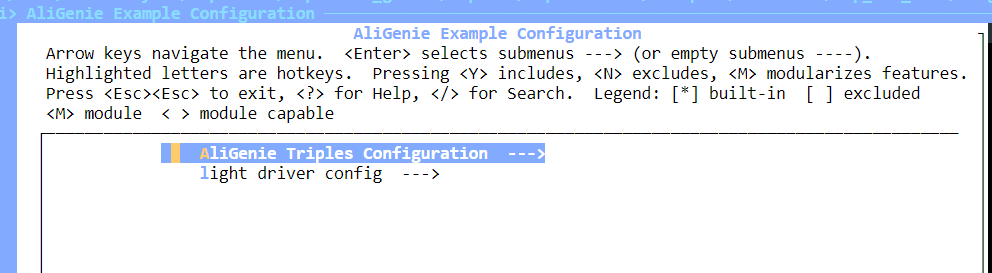 i> AliGenie Example Configuration
AliGenie Example Configuration
Arrow keys navigate the menu.  <Enter> selects submenus ---> (or empty submenus ----).
Highlighted letters are hotkeys.  Pressing <Y> includes, <N> excludes, <M> modularizes features.
Press <Esc><Esc> to exit, <?> for Help, </> for Search.  Legend: [*] built-in  [ ] excluded
<M> module  < > module capable
AliGenie Triples Configuration  --->
light driver config  --->